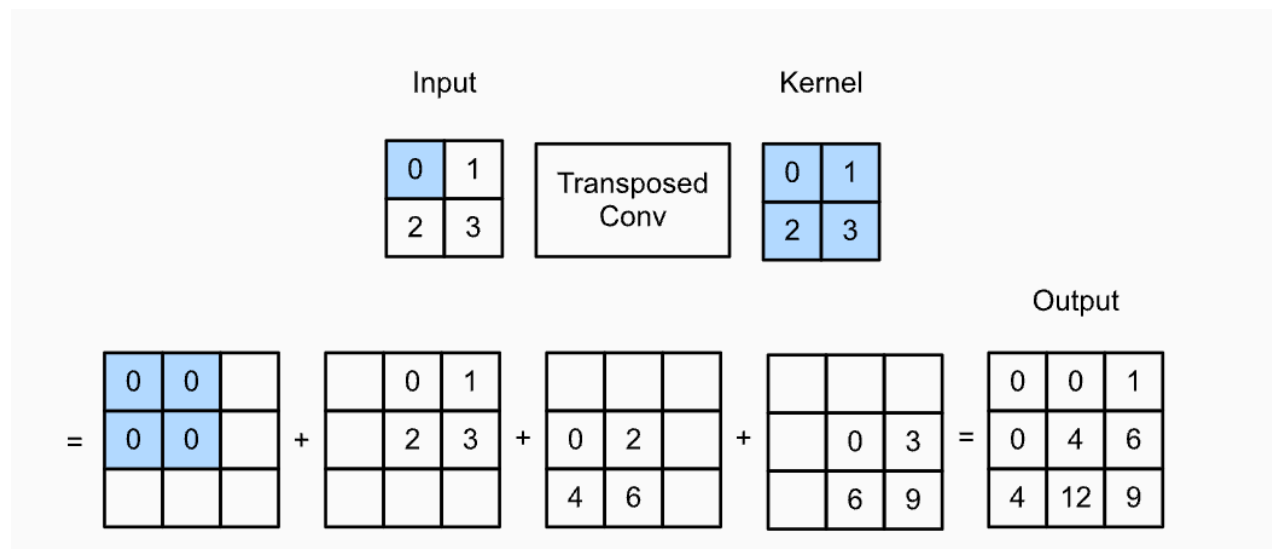 Input Kernel
0 1 Transposed 0 1
2 3 Conv 2 3
Output
0 0 0 1 0 0 1
= 0 0 + 2 3 + 0 2 + 0 3 = 0 4 6
4 6 6 9 4 12 9